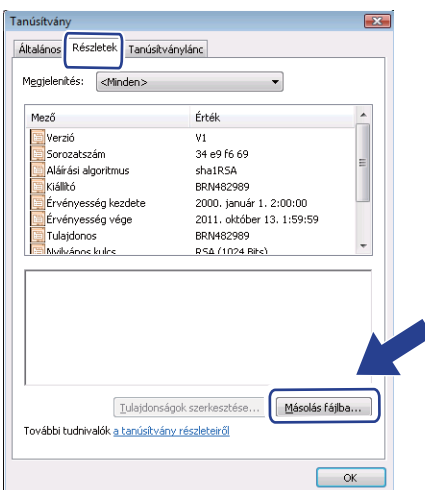 Tanúsítvány
Általános Részletek Tanúsítványlánc
Megjelenítés: <Minden>
Mező Érték
Verzió V1
Sorozatszám 34 e9 f6 69
Aláírási algoritmus sha1RSA
Kiállító BRN482989
Érvényesség kezdete 2000. január 1. 2:00:00
Érvényesség vége 2011. október 13. 1:59:59
Tulajdonos BRN482989
Nyilvános kulcs RSA (1024 Bits)
Tulajdonságok szerkesztése... Másolás fájlba...
További tudnivalók a tanúsítvány részleteiről
OK